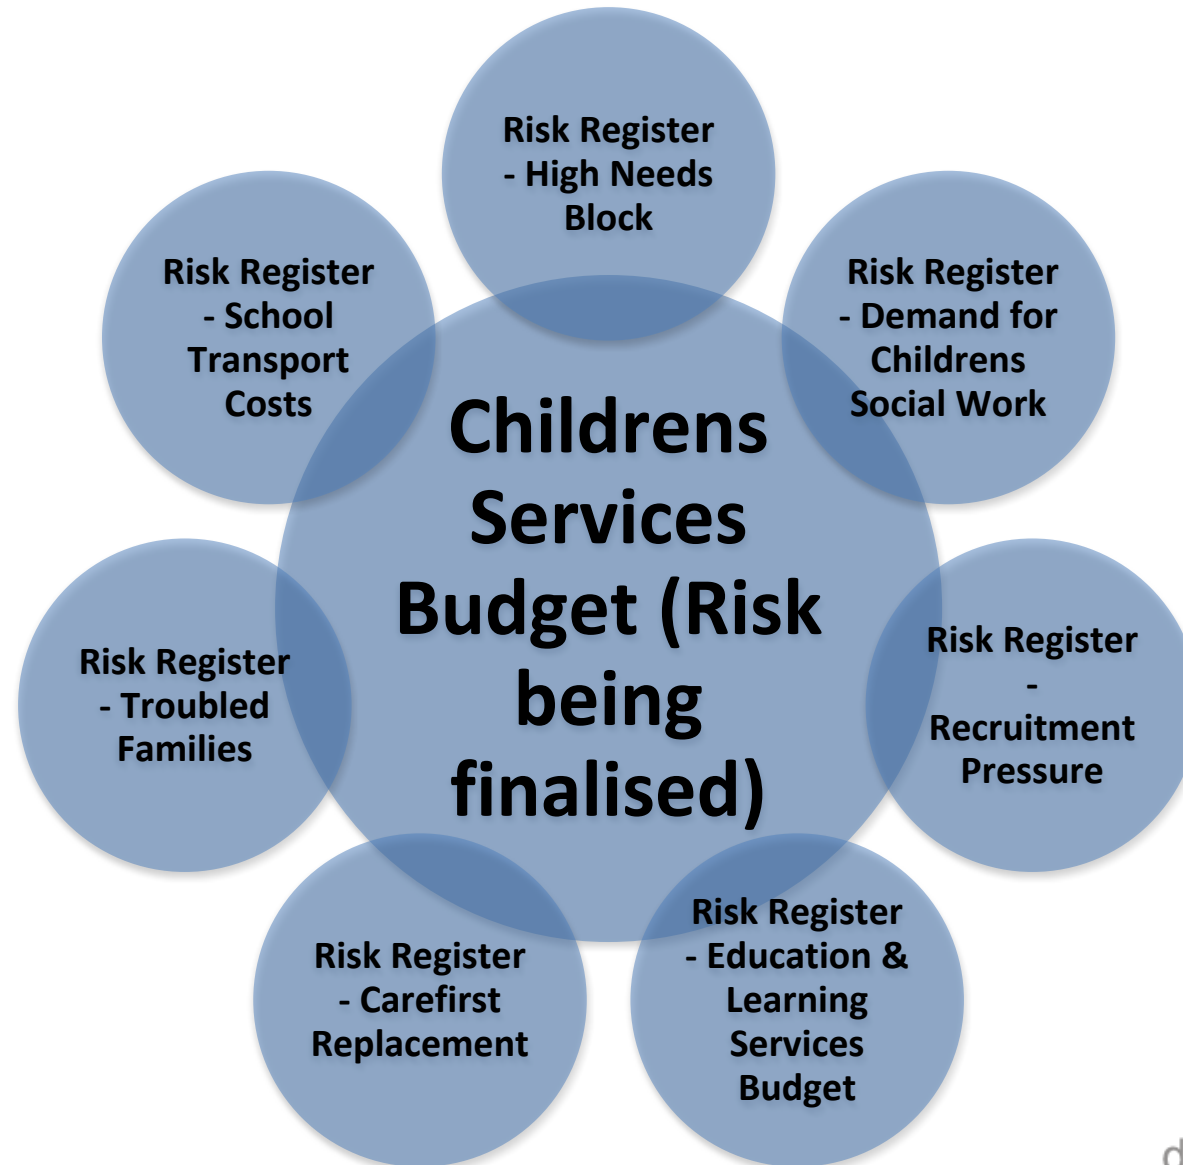 Risk Register
- High Needs
Block
Risk Register
- School
Transport
Costs
Risk Register
- Demand for
Childrens
Social Work
Childrens
Services
Budget (Risk
being
finalised)
Risk Register
- Troubled
Families
Risk Register
-
Recruitment
Pressure
Risk Register
- Carefirst
Replacement
Risk Register
- Education &
Learning
Services
Budget
d